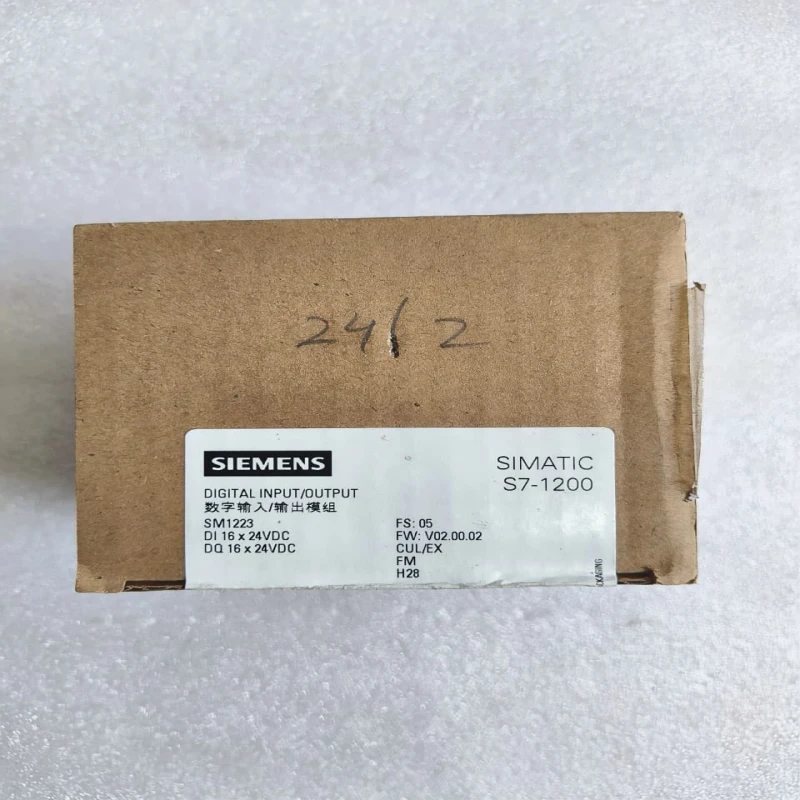 24/2
SIEMENS
SIMATIC
S7-1200
DIGITAL INPUT/OUTPUT
数字输入/输出模组
SM1223
DI 16 x 24VDC
DQ 16 x 24VDC
FS: 05
FW: V02.00.02
CUL/EX
FM
H28